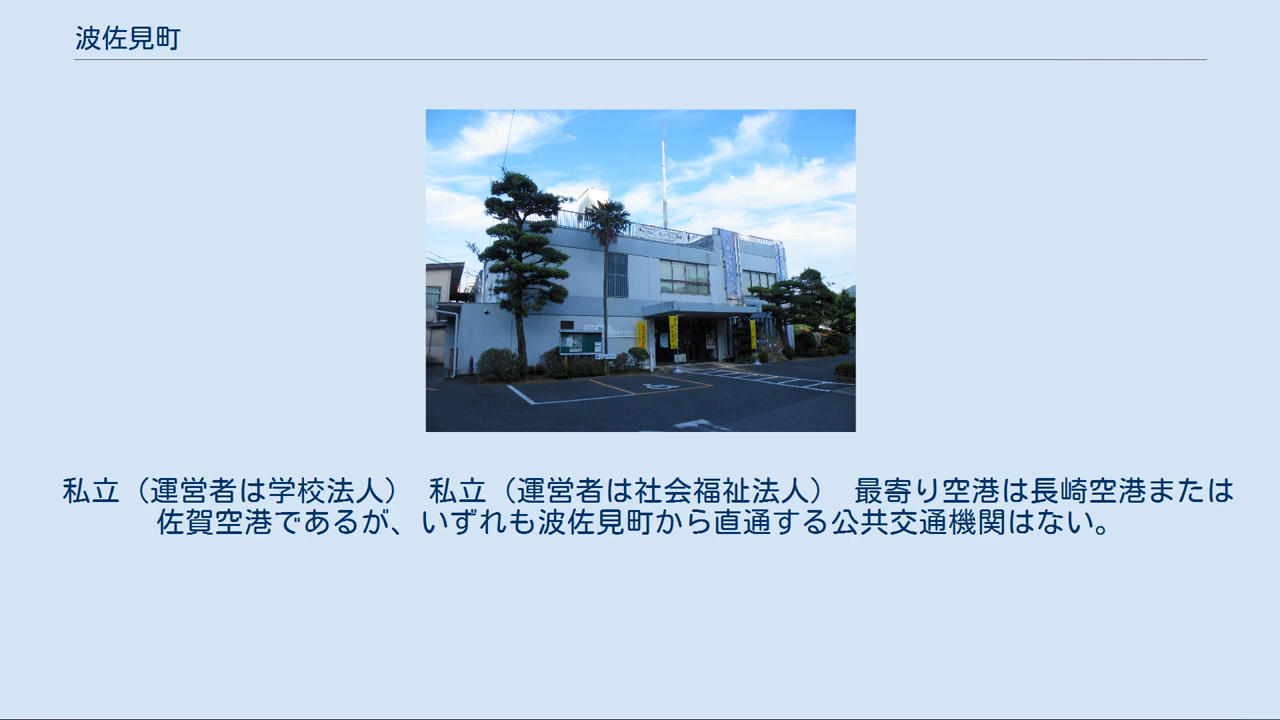 波佐見町
私立（運営者は学校法人）　私立（運営者は社会福祉法人）　最寄り空港は長崎空港または
佐賀空港であるが、いずれも波佐見町から直通する公共交通機関はない。